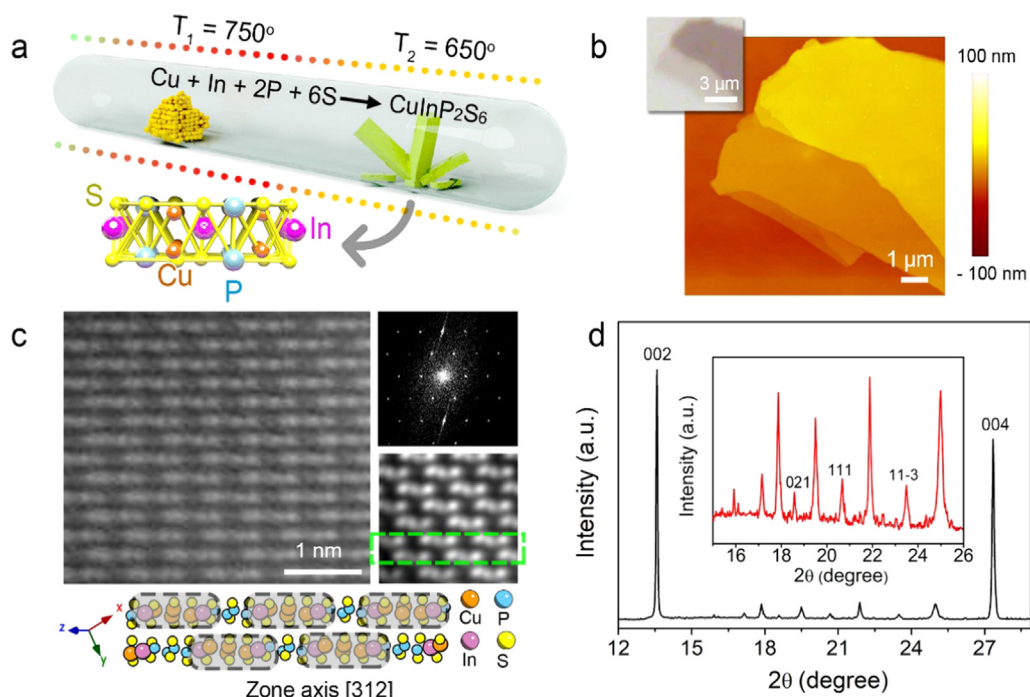 a
T₁ = 750°
T₂ = 650°
Cu + In + 2P + 6S → CuInP₂S₆
S
In
Cu
P
b
3 µm
100 nm
1 µm
- 100 nm
c
1 nm
x
z
y
Cu
P
In
S
Zone axis [312]
d
002
004
Intensity (a.u.)
12
15
18
21
24
27
2θ (degree)
Intensity (a.u.)
021
111
11-3
16
18
20
22
24
26
2θ (degree)